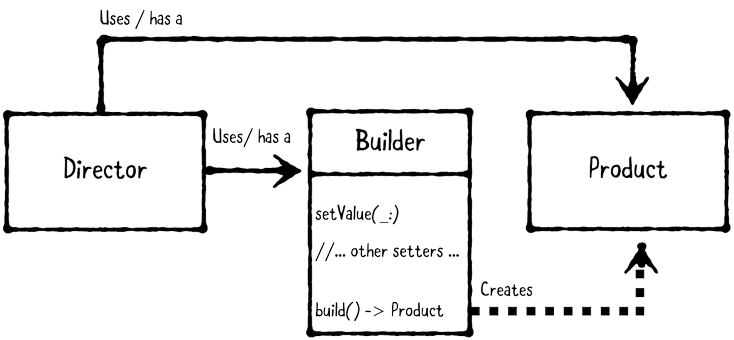 Uses / has a
Director
Uses/ has a
Builder
setValue(_:)
//... other setters ...
build() -> Product
Product
Creates